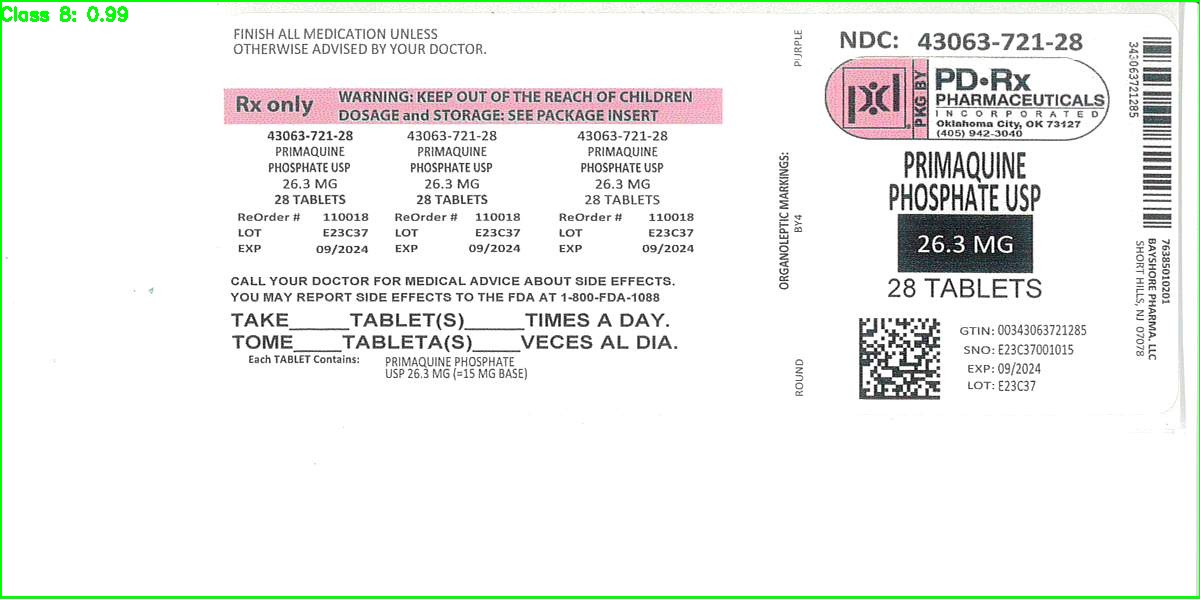 Class 8: 0.99
FINISH ALL MEDICATION UNLESS
OTHERWISE ADVISED BY YOUR DOCTOR.
Rx only
WARNING: KEEP OUT OF THE REACH OF CHILDREN
DOSAGE and STORAGE: SEE PACKAGE INSERT
43063-721-28 43063-721-28 43063-721-28
PRIMAQUINE PRIMAQUINE PRIMAQUINE
PHOSPHATE USP PHOSPHATE USP PHOSPHATE USP
26.3 MG 26.3 MG 26.3 MG
28 TABLETS 28 TABLETS 28 TABLETS
ReOrder # 110018 ReOrder # 110018 ReOrder # 110018
LOT E23C37 LOT E23C37 LOT E23C37
EXP 09/2024 EXP 09/2024 EXP 09/2024
CALL YOUR DOCTOR FOR MEDICAL ADVICE ABOUT SIDE EFFECTS.
YOU MAY REPORT SIDE EFFECTS TO THE FDA AT 1-800-FDA-1088
TAKE______TABLET(S)______TIMES A DAY.
TOME_____TABLETA(S)_____VECES AL DIA.
Each TABLET Contains: PRIMAQUINE PHOSPHATE
USP 26.3 MG (=15 MG BASE)
PURPLE
ORGANOLEPTIC MARKINGS:
BY4
ROUND
NDC: 43063-721-28
PKG BY
PD-Rx
PHARMACEUTICALS
INCORPORATED
Oklahoma City, OK 73127
(405) 942-3040
PRIMAQUINE
PHOSPHATE USP
26.3 MG
28 TABLETS
GTIN: 00343063721285
SNO: E23C37001015
EXP: 09/2024
LOT: E23C37
343063721285
76385010201
BAYSHORE PHARMA, LLC
SHORT HILLS, NJ 07078